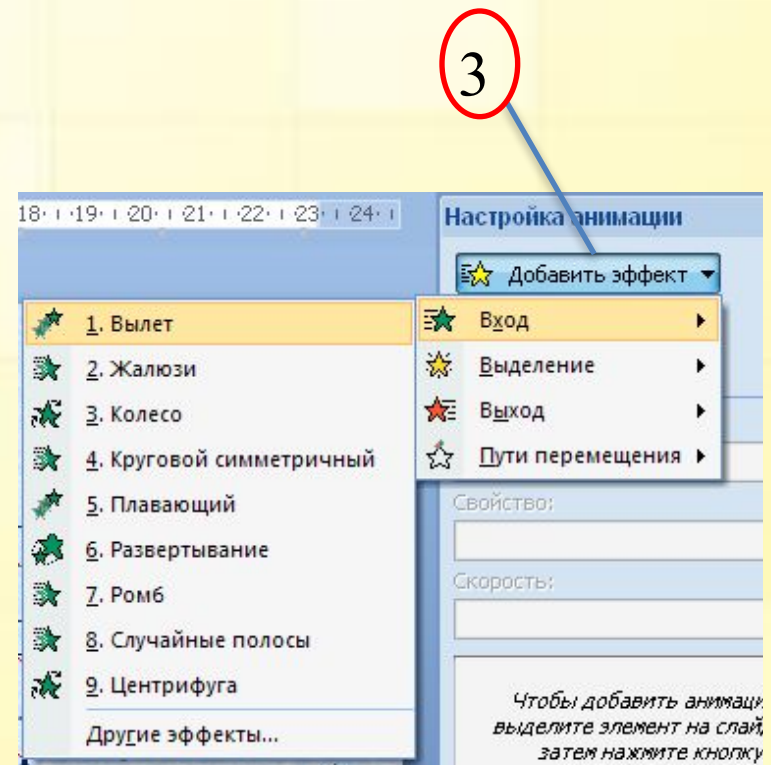 3
18 19 20 21 22 23 24
Настройка анимации
Добавить эффект
Вход
Выделение
Выход
Пути перемещения
1. Вылет
2. Жалюзи
3. Колесо
4. Круговой симметричный
5. Плавающий
6. Развертывание
7. Ромб
8. Случайные полосы
9. Центрифуга
Другие эффекты...
Свойство:
Скорость:
Чтобы добавить анимаци
выделите элемент на слай
затем нажмите кнопку